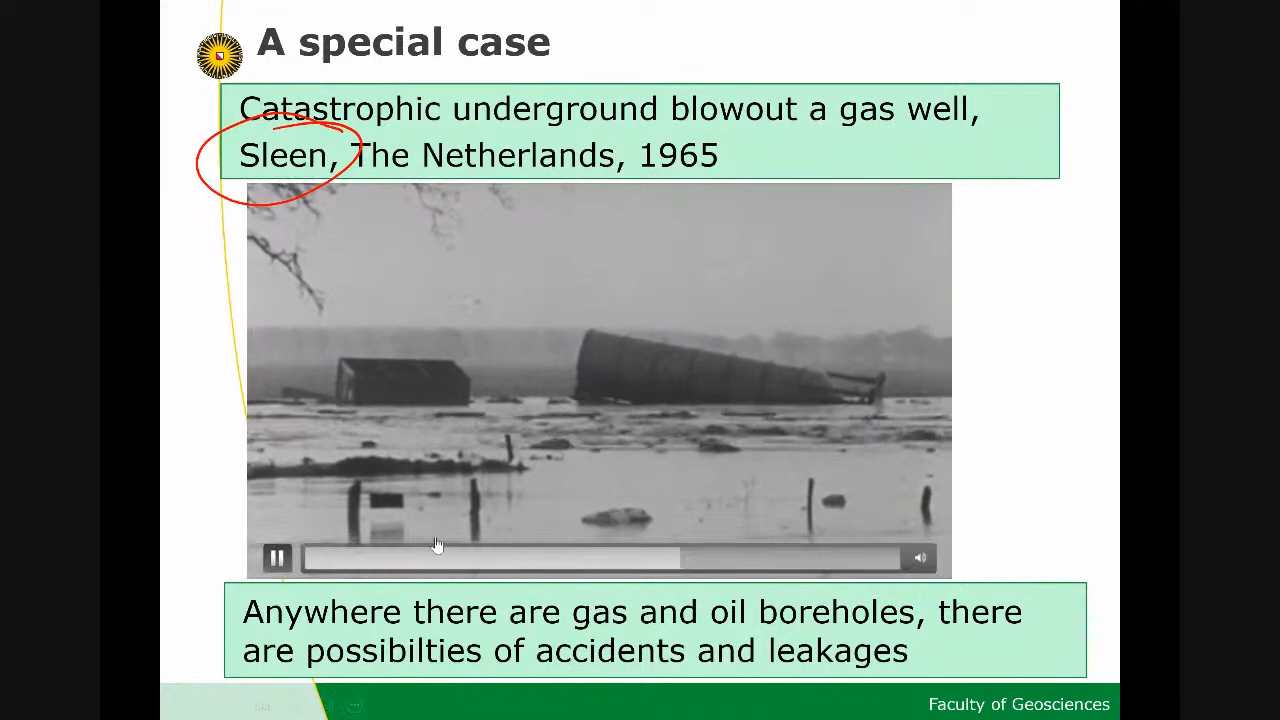 A special case
Catastrophic underground blowout a gas well,
Sleen, The Netherlands, 1965
Anywhere there are gas and oil boreholes, there
are possibilties of accidents and leakages
Faculty of Geosciences